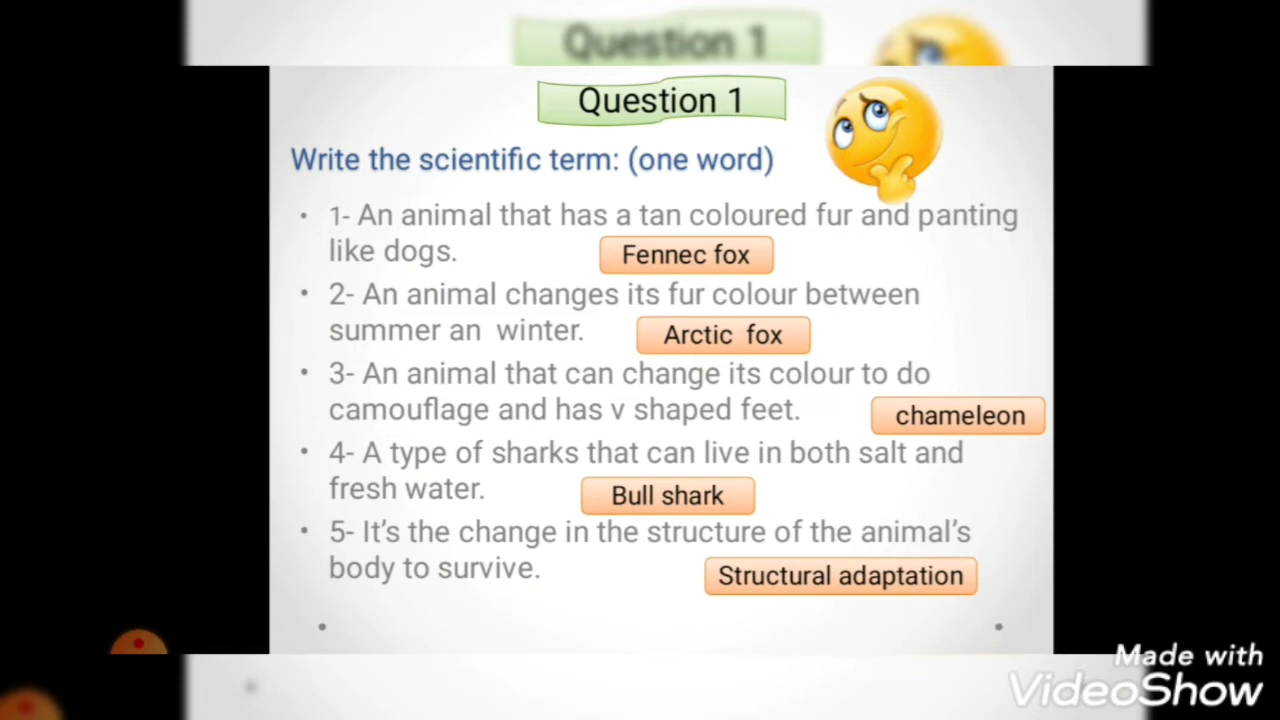 Question 1
Question 1
Write the scientific term: (one word)
• 1- An animal that has a tan coloured fur and panting
like dogs.
Fennec fox
• 2- An animal changes its fur colour between
summer an winter.
Arctic fox
• 3- An animal that can change its colour to do
camouflage and has v shaped feet.
chameleon
• 4- A type of sharks that can live in both salt and
fresh water.
Bull shark
• 5- It’s the change in the structure of the animal’s
body to survive.
Structural adaptation
Made with
VideoShow